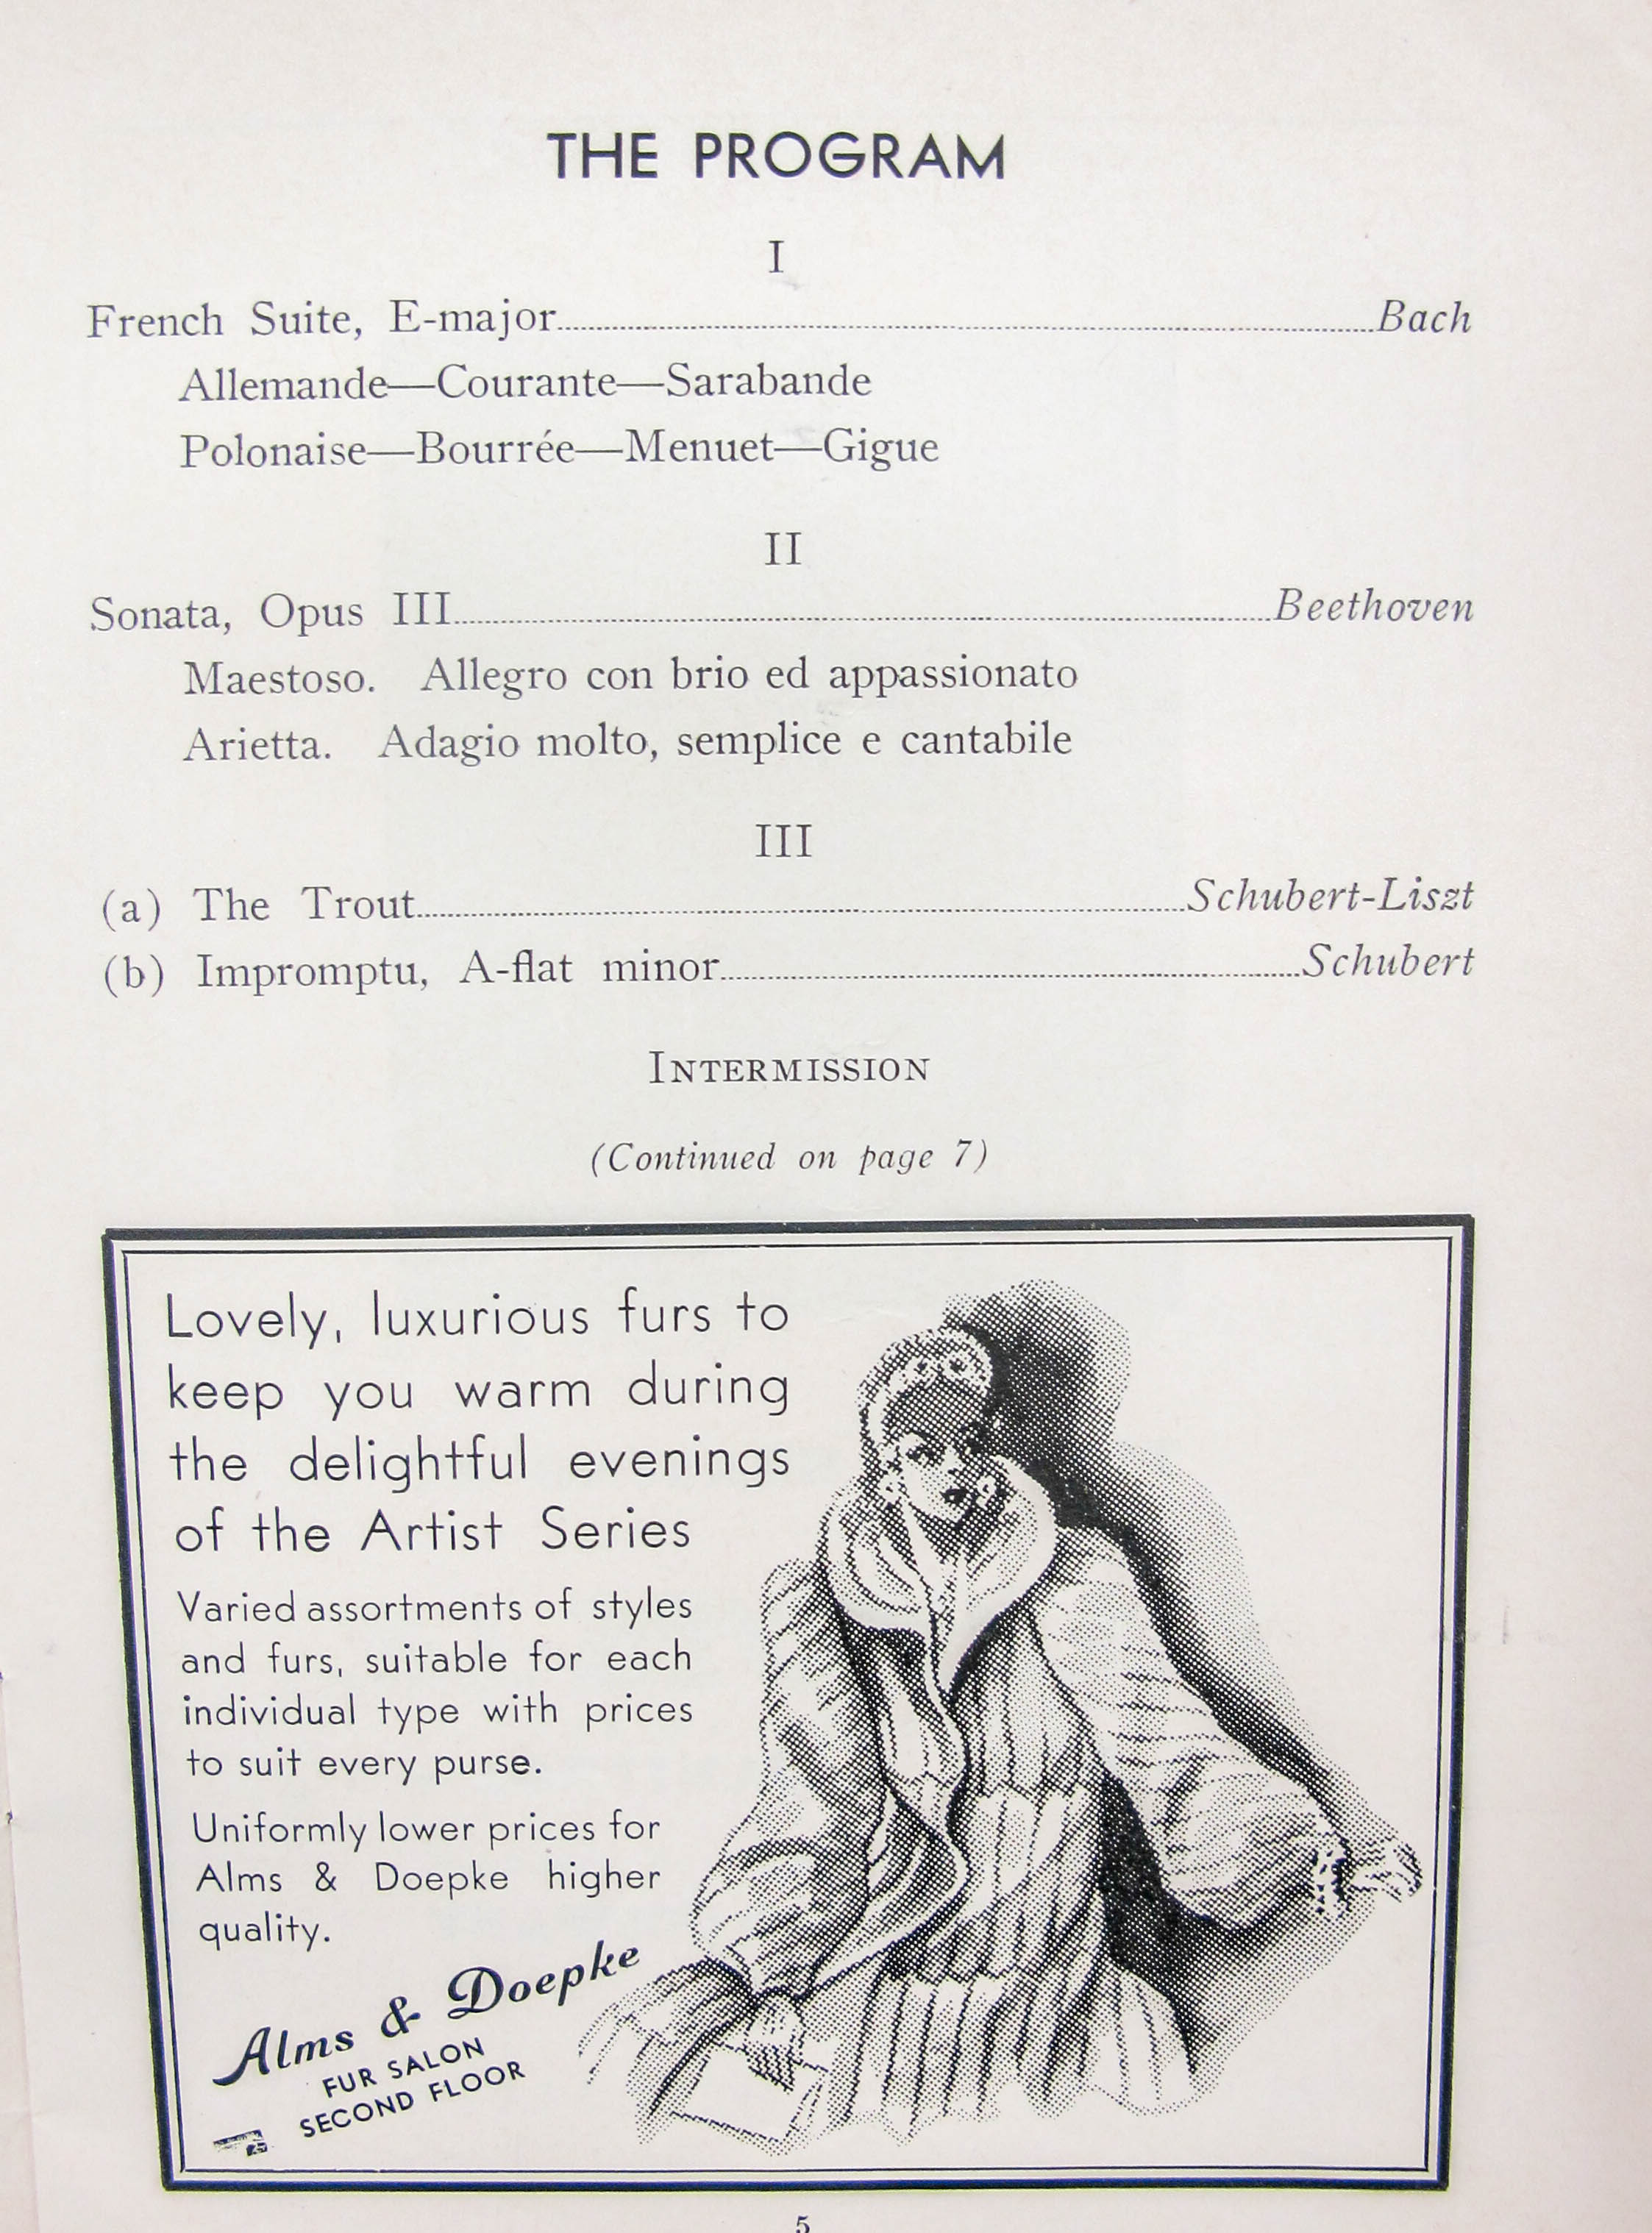 THE PROGRAM
I
French Suite, E-major........Bach
Allemande—Courante—Sarabande
Polonaise—Bourrée—Menuet—Gigue
II
Sonata, Opus III........Beethoven
Maestoso. Allegro con brio ed appassionato
Arietta. Adagio molto, semplice e cantabile
III
(a) The Trout........Schubert-Liszt
(b) Impromptu, A-flat minor........Schubert
INTERMISSION
(Continued on page 7)
Lovely, luxurious furs to
keep you warm during
the delightful evenings
of the Artist Series
Varied assortments of styles
and furs, suitable for each
individual type with prices
to suit every purse.
Uniformly lower prices for
Alms & Doepke higher
quality.
Alms & Doepke
FUR SALON
SECOND FLOOR
5